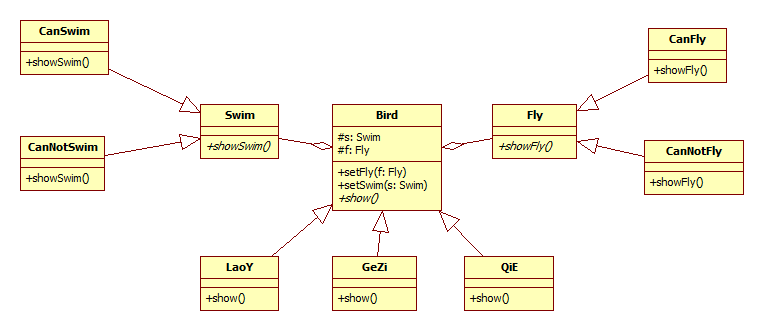 CanSwim
+showSwim()
CanNotSwim
+showSwim()
Swim
+showSwim()
Bird
#s: Swim
#f: Fly
+setFly(f: Fly)
+setSwim(s: Swim)
+show()
Fly
+showFly()
CanFly
+showFly()
CanNotFly
+showFly()
LaoY
+show()
GeZi
+show()
QiE
+show()